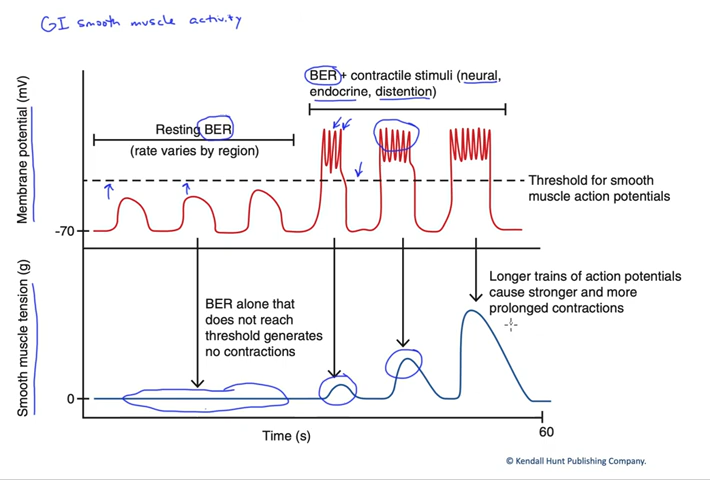 GI smooth muscle activity
BER + contractile stimuli (neural,
endocrine, distention)
Resting BER
(rate varies by region)
Membrane potential (mV)
Threshold for smooth
muscle action potentials
-70
Longer trains of action potentials
cause stronger and more
prolonged contractions
BER alone that
does not reach
threshold generates
no contractions
Smooth muscle tension (g)
0
Time (s)
60
© Kendall Hunt Publishing Company.